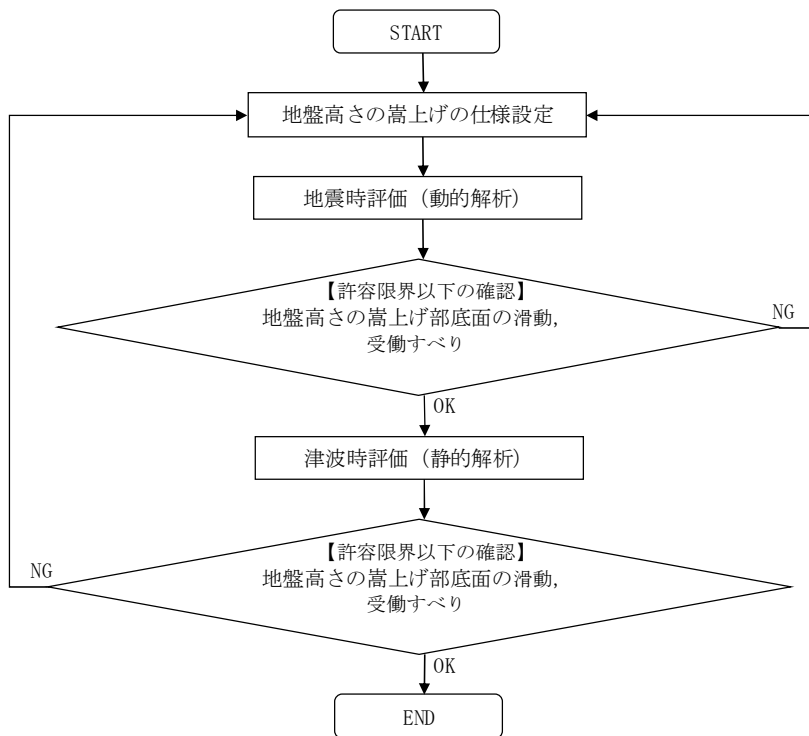 START
地盤高さの嵩上げの仕様設定
地震時評価（動的解析）
【許容限界以下の確認】
地盤高さの嵩上げ部底面の滑動，
受働すべり
NG
OK
津波時評価（静的解析）
【許容限界以下の確認】
地盤高さの嵩上げ部底面の滑動，
受働すべり
NG
OK
END